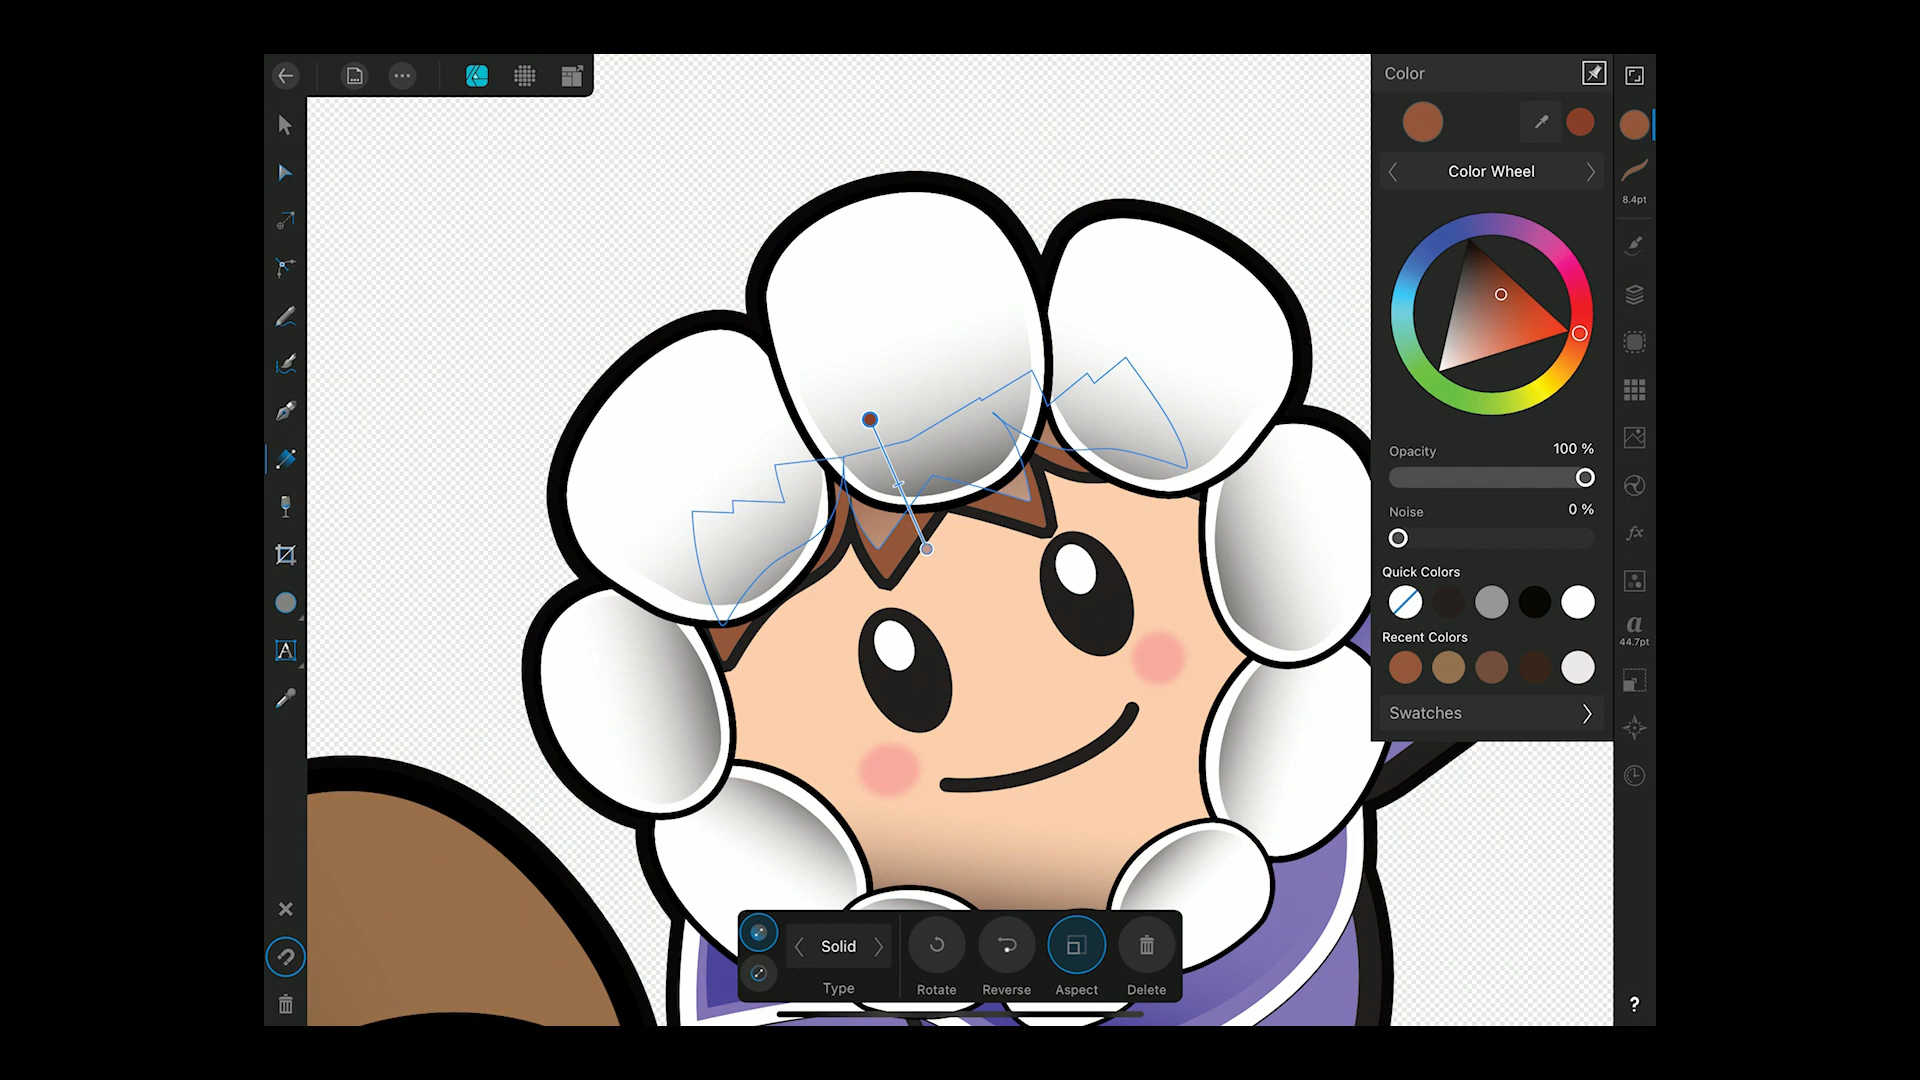 Color
Color Wheel
8.4pt
Opacity
100 %
Noise
0 %
Quick Colors
Recent Colors
a
44.7pt
fx
A
Swatches
Solid
Type
Rotate
Reverse
Aspect
Delete
?